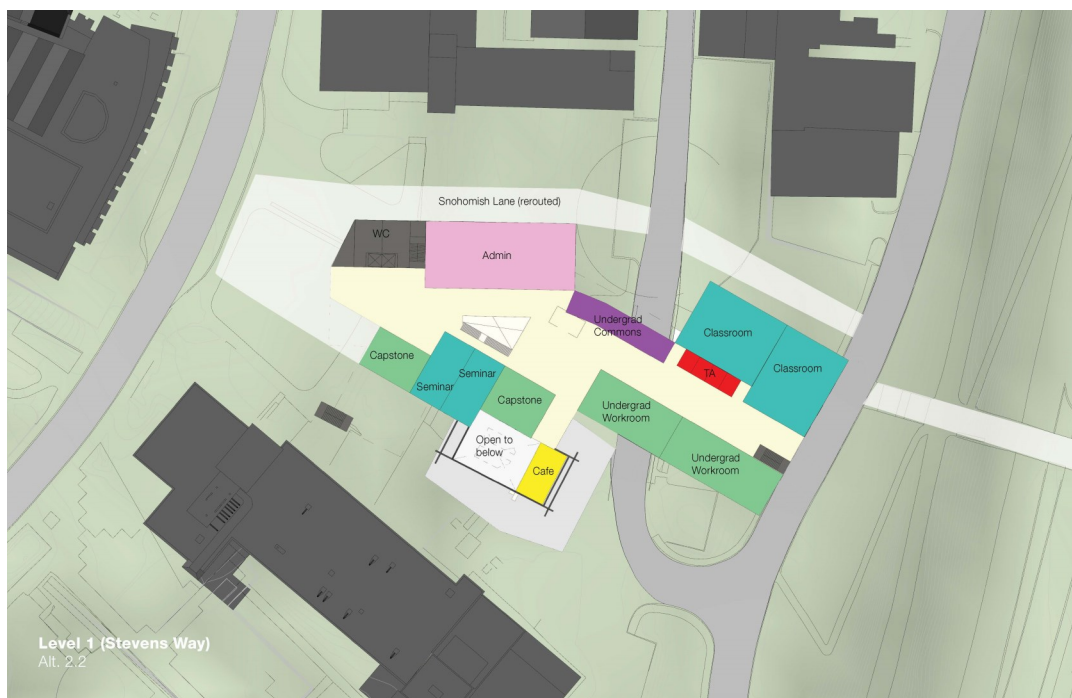 Snohomish Lane (rerouted)
WC
Admin
Undergrad
Commons
Classroom
Classroom
TA
Capstone
Seminar
Seminar
Capstone
Undergrad
Workroom
Undergrad
Workroom
Open to
below
Cafe
Level 1 (Stevens Way)
Alt. 2.2